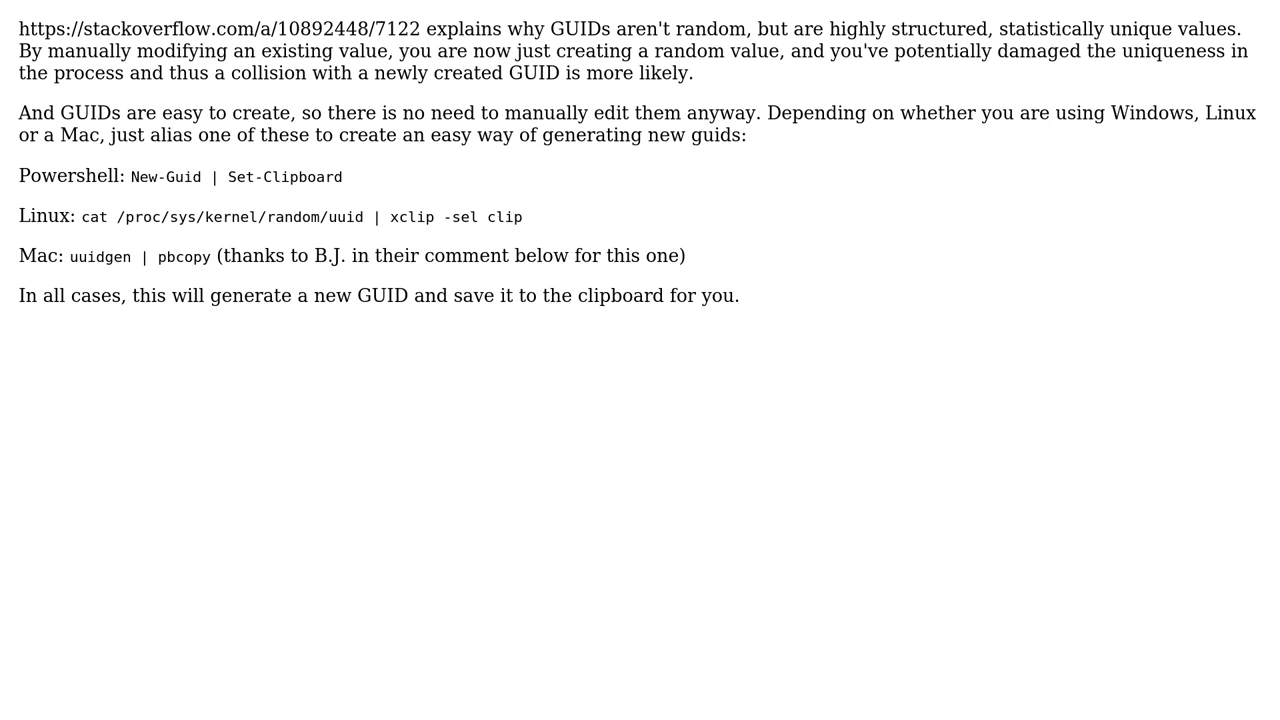 https://stackoverflow.com/a/10892448/7122 explains why GUIDs aren't random, but are highly structured, statistically unique values.
By manually modifying an existing value, you are now just creating a random value, and you've potentially damaged the uniqueness in
the process and thus a collision with a newly created GUID is more likely.
And GUIDs are easy to create, so there is no need to manually edit them anyway. Depending on whether you are using Windows, Linux
or a Mac, just alias one of these to create an easy way of generating new guids:
Powershell: New-Guid | Set-Clipboard
Linux: cat /proc/sys/kernel/random/uuid | xclip -sel clip
Mac: uuidgen | pbcopy (thanks to B.J. in their comment below for this one)
In all cases, this will generate a new GUID and save it to the clipboard for you.